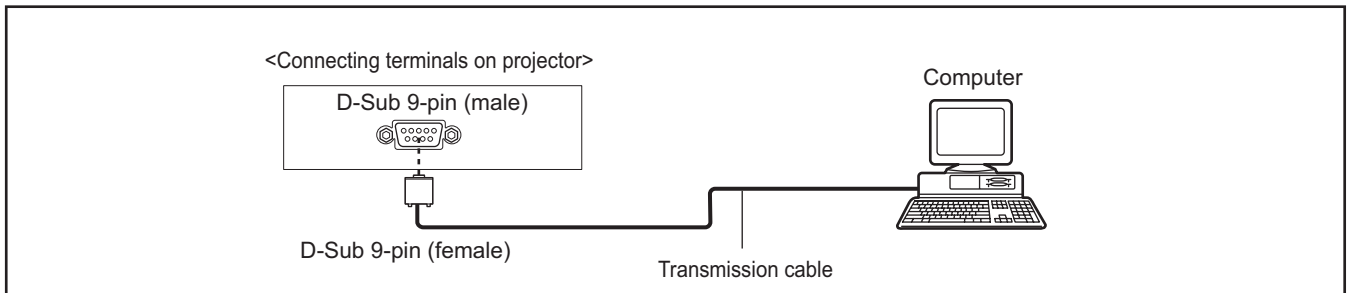 <Connecting terminals on projector>
D-Sub 9-pin (male)
Computer
D-Sub 9-pin (female)
Transmission cable